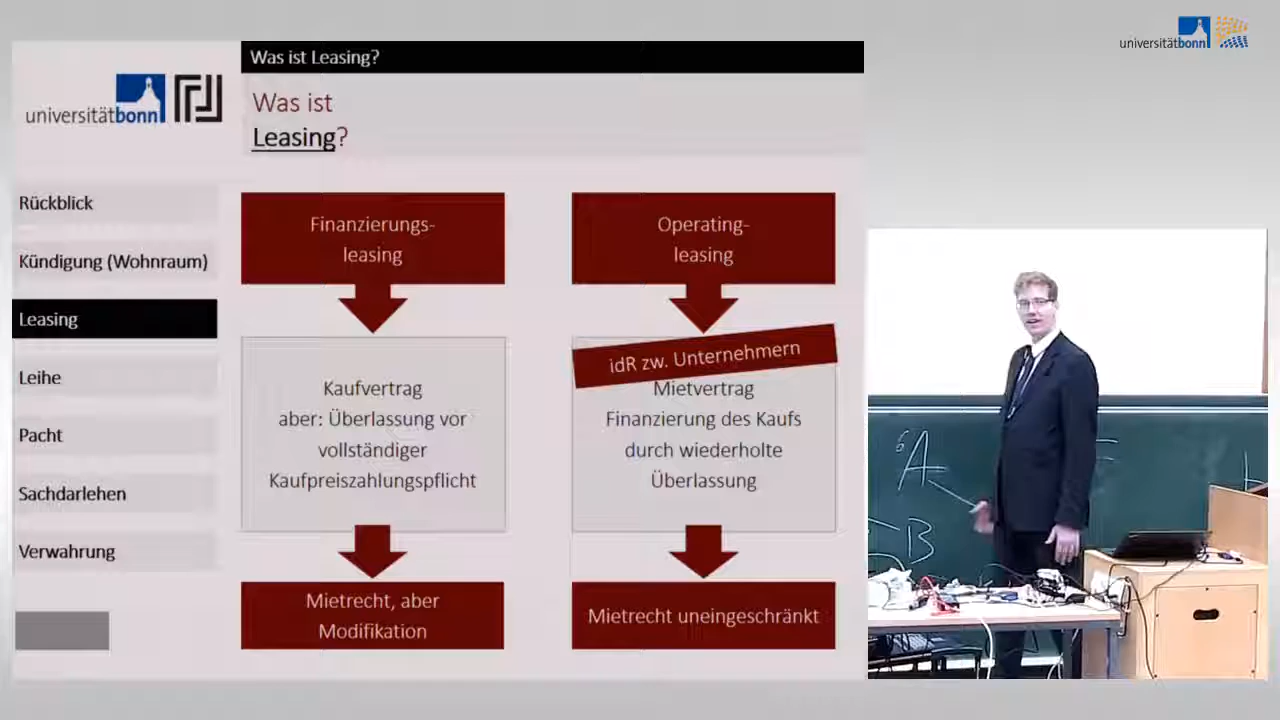 universitätbonn
Was ist Leasing?
universitätbonn
Was ist
Leasing?
Rückblick
Kündigung (Wohnraum)
Leasing
Leihe
Pacht
Sachdarlehen
Verwahrung
Finanzierungs-
leasing
Kaufvertrag
aber: Überlassung vor
vollständiger
Kaufpreiszahlungspflicht
Mietrecht, aber
Modifikation
Operating-
leasing
idR zw. Unternehmern
Mietvertrag
Finanzierung des Kaufs
durch wiederholte
Überlassung
Mietrecht uneingeschränkt
A
B